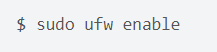 $ sudo ufw enable